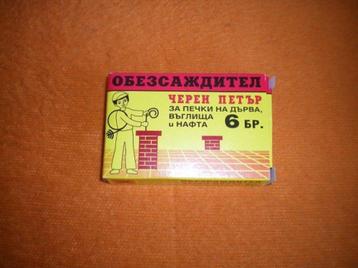 ОБЕЗСАЖДИТЕЛ
ЧЕРЕН ПЕТЪР
ЗА ПЕЧКИ НА ДЪРВА,
ВЪГЛИЩА
и НАФТА 6 БР.